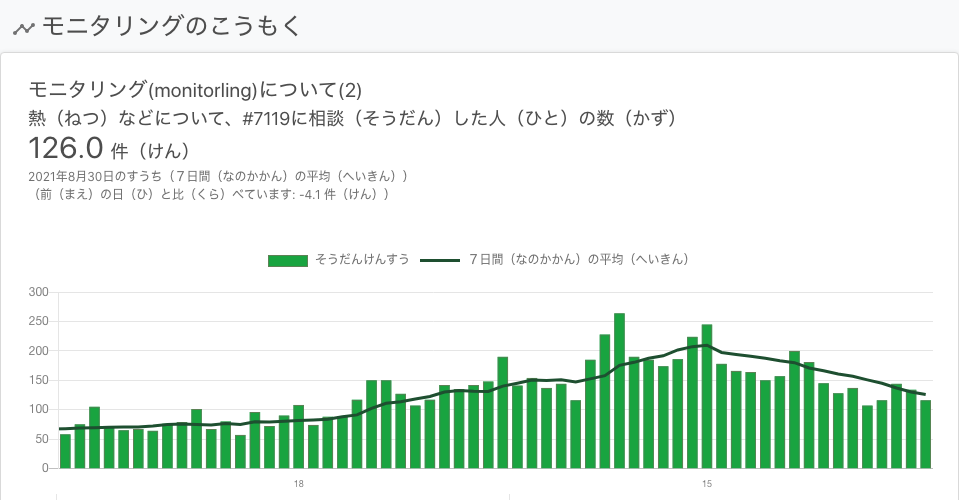 モニタリングのこうもく
モニタリング(monitorling)について(2)
熱（ねつ）などについて、#7119に相談（そうだん）した人（ひと）の数（かず）
126.0 件（けん）
2021年8月30日のすうち（７日間（なのかかん）の平均（へいきん））
（前（まえ）の日（ひ）と比（くら）べています: -4.1 件（けん））
そうだんけんすう
７日間（なのかかん）の平均（へいきん）
300
250
200
150
100
50
0
18
15